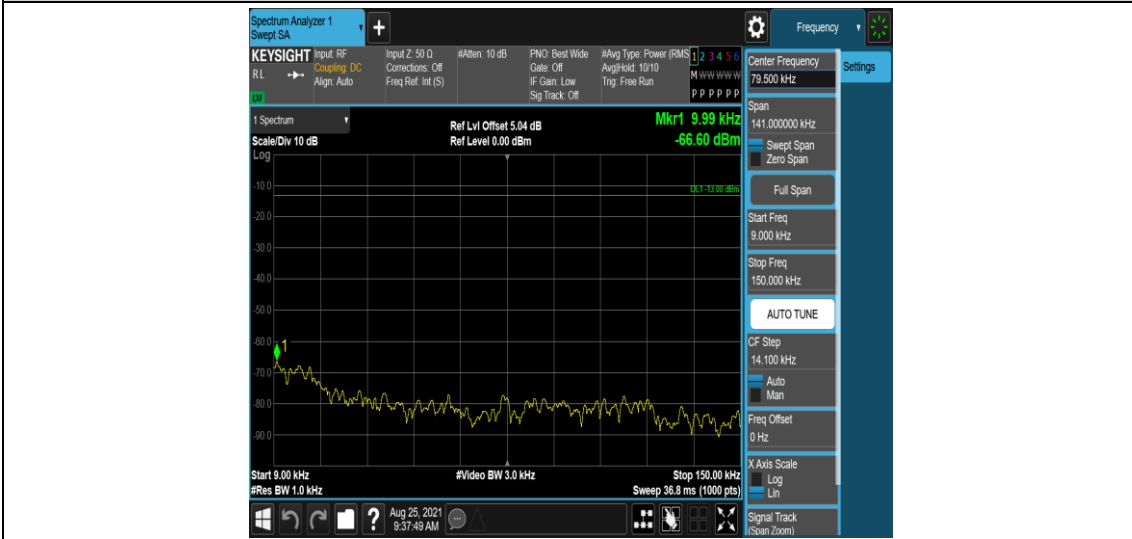 Spectrum Analyzer 1
Swept SA
+
Frequency
KEYSIGHT
RL
LM
Input: RF
Coupling: DC
Align: Auto
Input Z: 50 Ω
Corrections: Off
Freq Ref: Int (S)
#Atten: 10 dB
PNO: Best Wide
Gate: Off
IF Gain: Low
Sig Track: Off
#Avg Type: Power (RMS
Avg|Hold: 10/10
Trig: Free Run
1 2 3 4 5 6
M W W W W W
P P P P P P
1 Spectrum
Scale/Div 10 dB
Log
Ref Lvl Offset 5.04 dB
Ref Level 0.00 dBm
Mkr1 9.99 kHz
-66.60 dBm
DL1 -13.00 dBm
-10.0
-20.0
-30.0
-40.0
-50.0
-60.0
1
-70.0
-80.0
-90.0
Start 9.00 kHz
#Res BW 1.0 kHz
#Video BW 3.0 kHz
Stop 150.00 kHz
Sweep 36.8 ms (1000 pts)
?
Aug 25, 2021
9:37:49 AM
Center Frequency
79.500 kHz
Span
141.000000 kHz
Swept Span
Zero Span
Full Span
Start Freq
9.000 kHz
Stop Freq
150.000 kHz
AUTO TUNE
CF Step
14.100 kHz
Auto
Man
Freq Offset
0 Hz
X Axis Scale
Log
Lin
Signal Track
(Span Zoom)
Settings